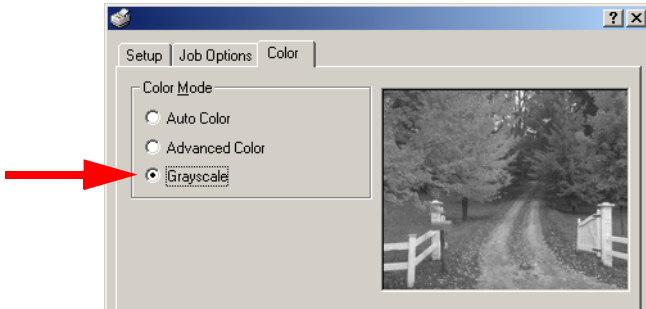 Setup Job Options Color
Color Mode
Auto Color
Advanced Color
Grayscale